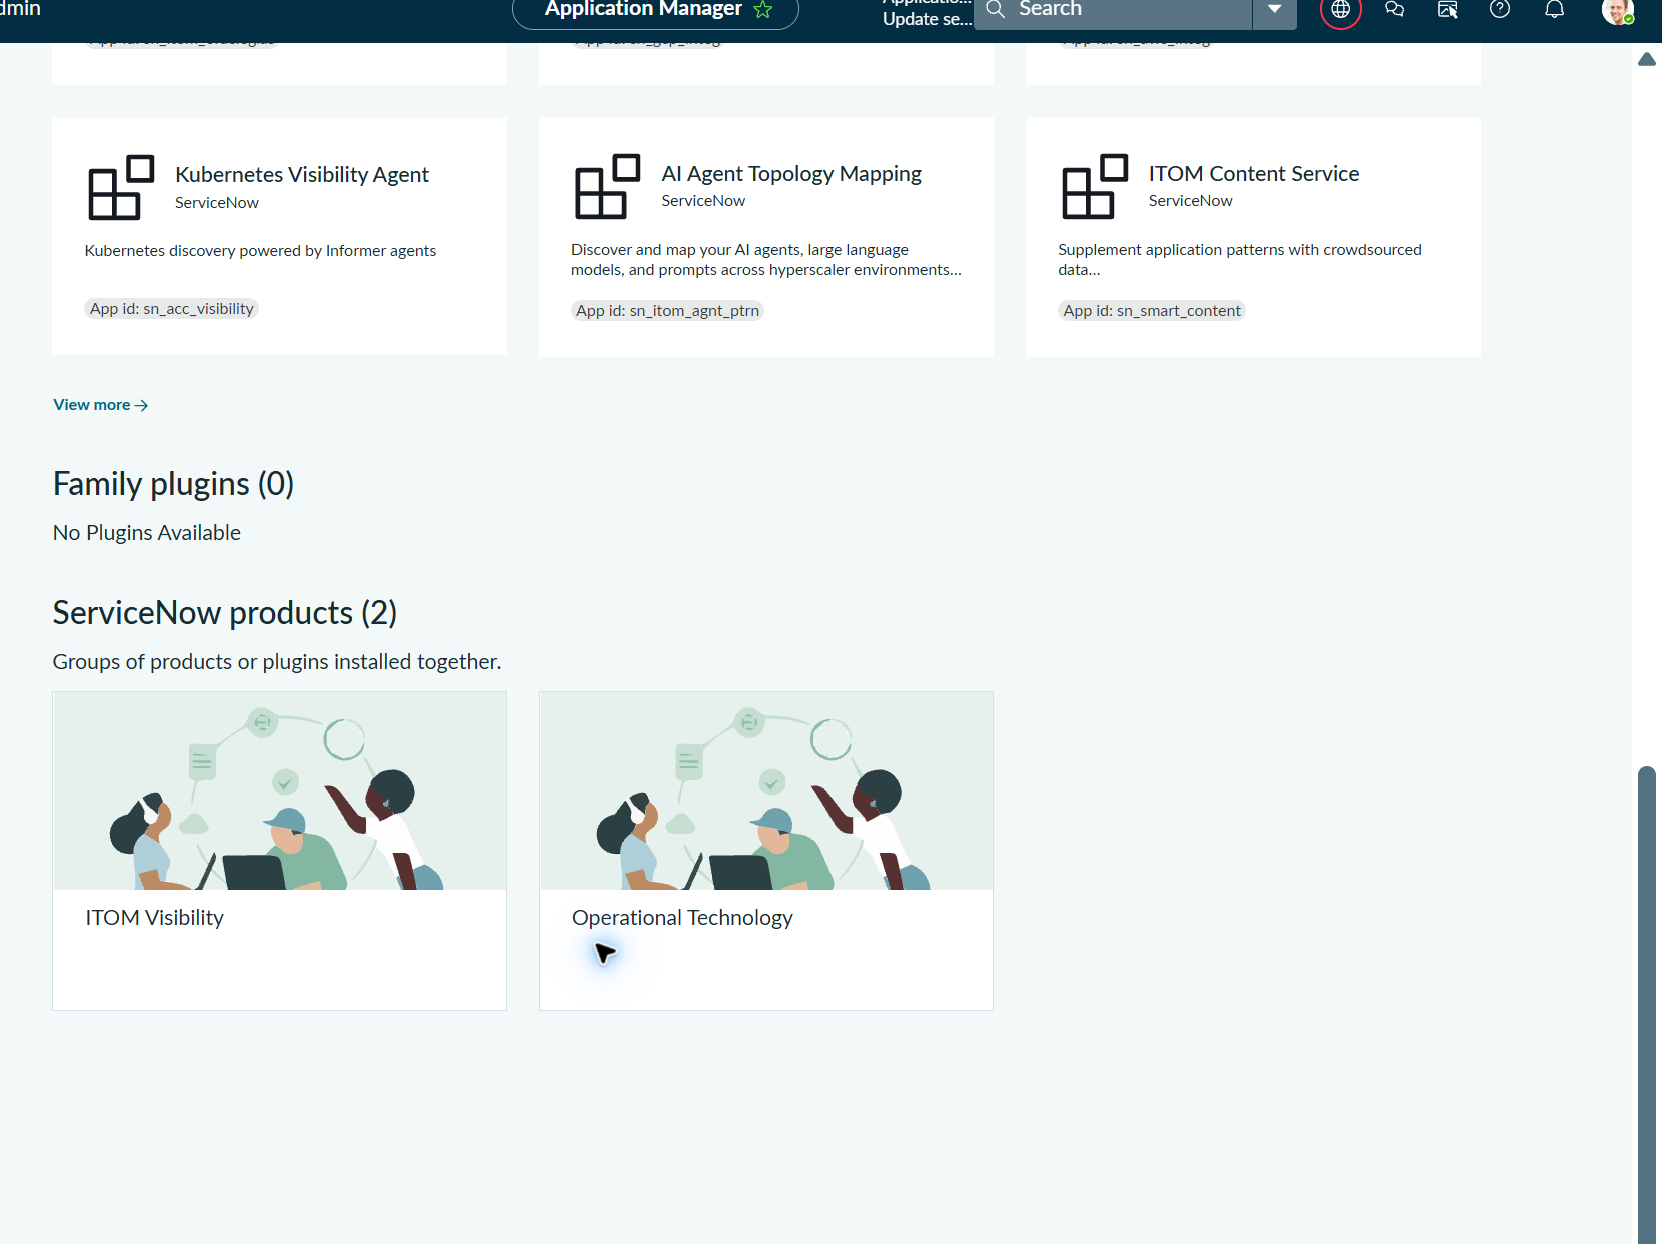 dmin
Application Manager
Applicatio...
Update se...
Search
App id: sn_gcp_integ
Kubernetes Visibility Agent
ServiceNow
Kubernetes discovery powered by Informer agents
App id: sn_acc_visibility
AI Agent Topology Mapping
ServiceNow
Discover and map your AI agents, large language
models, and prompts across hyperscaler environments...
App id: sn_itom_agnt_ptrn
ITOM Content Service
ServiceNow
Supplement application patterns with crowdsourced
data...
App id: sn_smart_content
View more
Family plugins (0)
No Plugins Available
ServiceNow products (2)
Groups of products or plugins installed together.
ITOM Visibility
Operational Technology